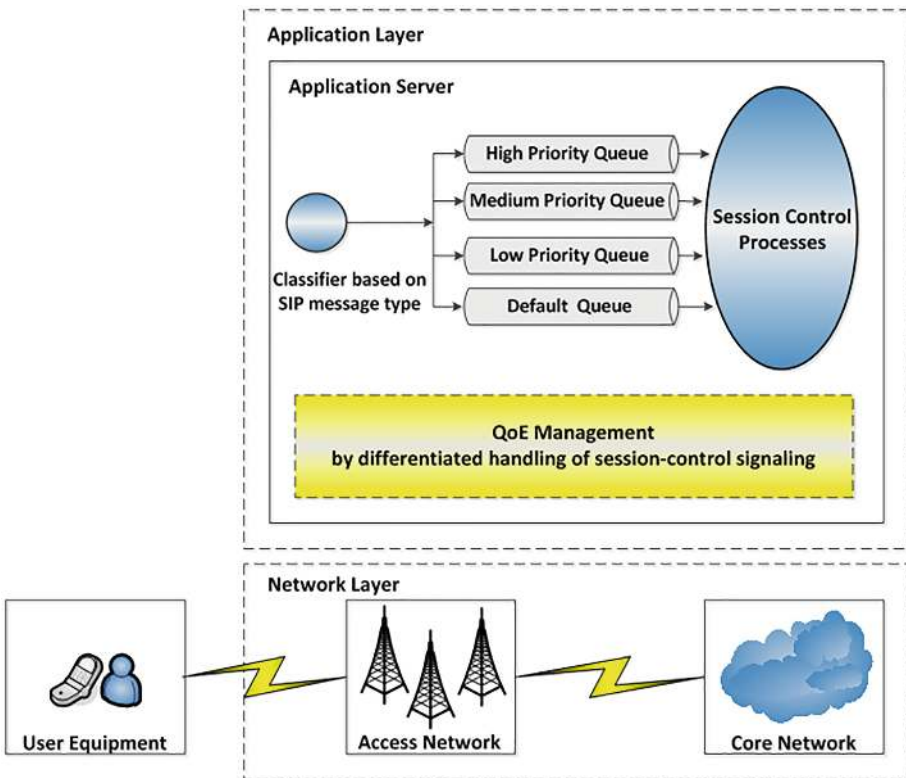 Application Layer
Application Server
High Priority Queue
Medium Priority Queue
Low Priority Queue
Default Queue
Classifier based on
SIP message type
Session Control
Processes
QoE Management
by differentiated handling of session-control signaling
Network Layer
User Equipment
Access Network
Core Network